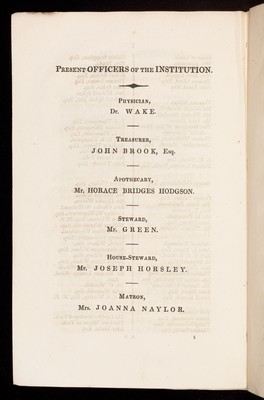 PRESENT OFFICERS OF THE INSTITUTION.
PHYSICIAN,
Dr. WAKE.
TREASURER,
JOHN BROOK, Esq.
APOTHECARY,
Mr. HORACE BRIDGES HODGSON.
STEWARD,
Mr. GREEN.
HOUSE-STEWARD,
Mr. JOSEPH HORSLEY.
MATRON,
Mrs. JOANNA NAYLOR.